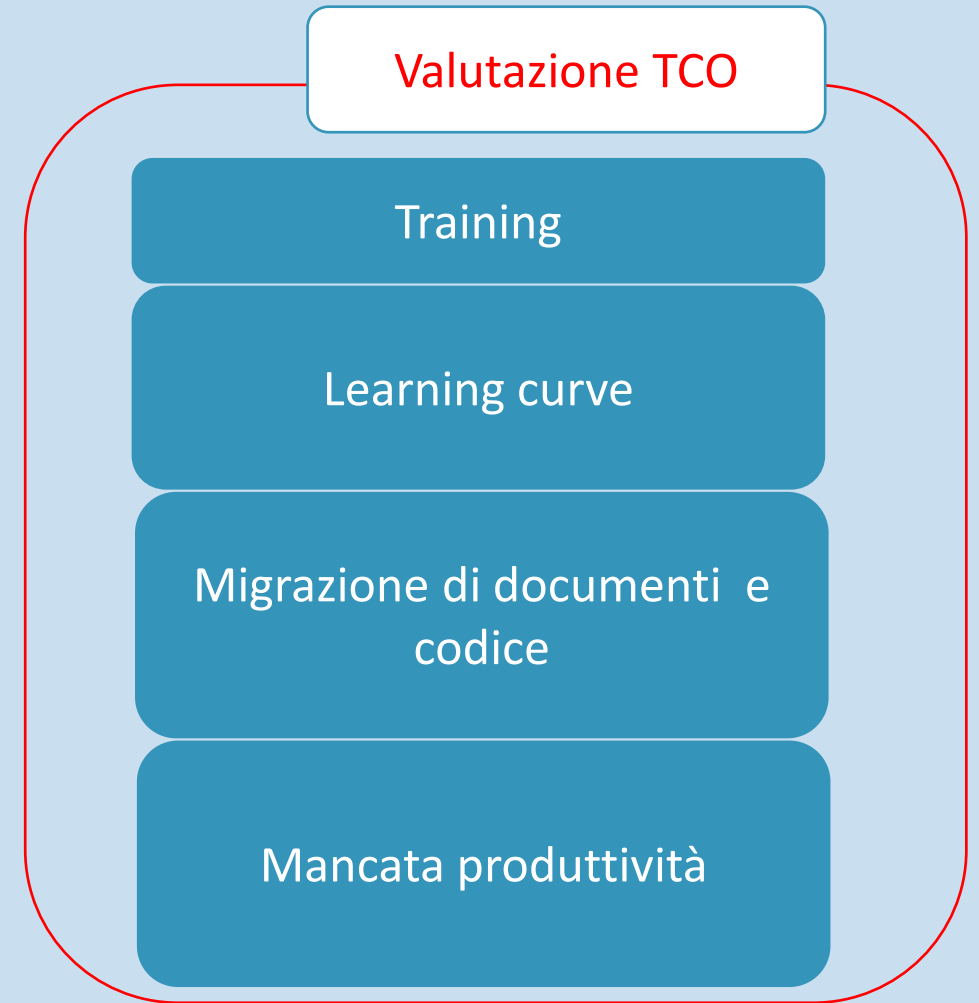 Valutazione TCO
Training
Learning curve
Migrazione di documenti  e
codice
Mancata produttività